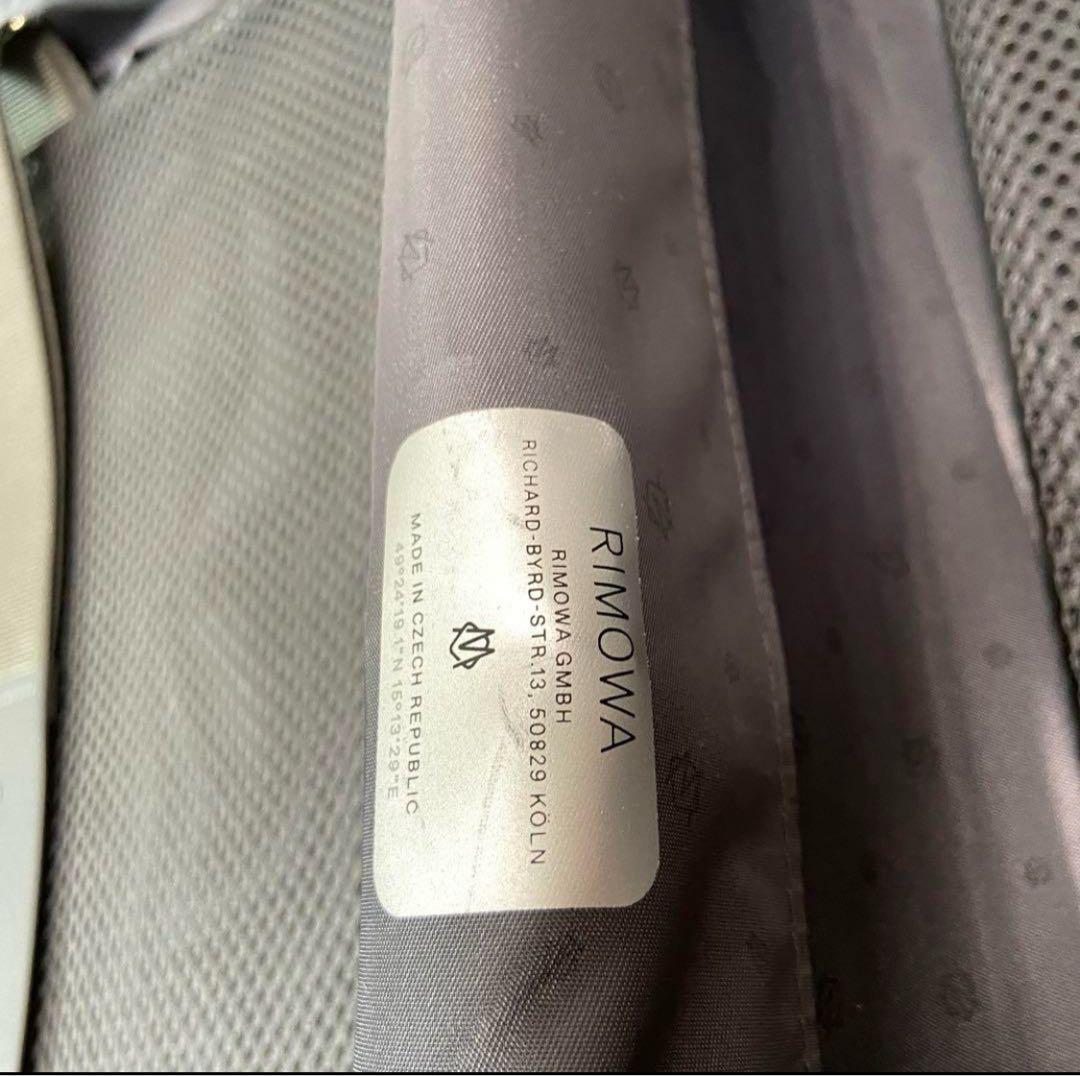 RIMOWA
RIMOWA GMBH
RICHARD-BYRD-STR.13, 50829 KÖLN
MADE IN CZECH REPUBLIC
49°24'19.1"N 15°13'29"E